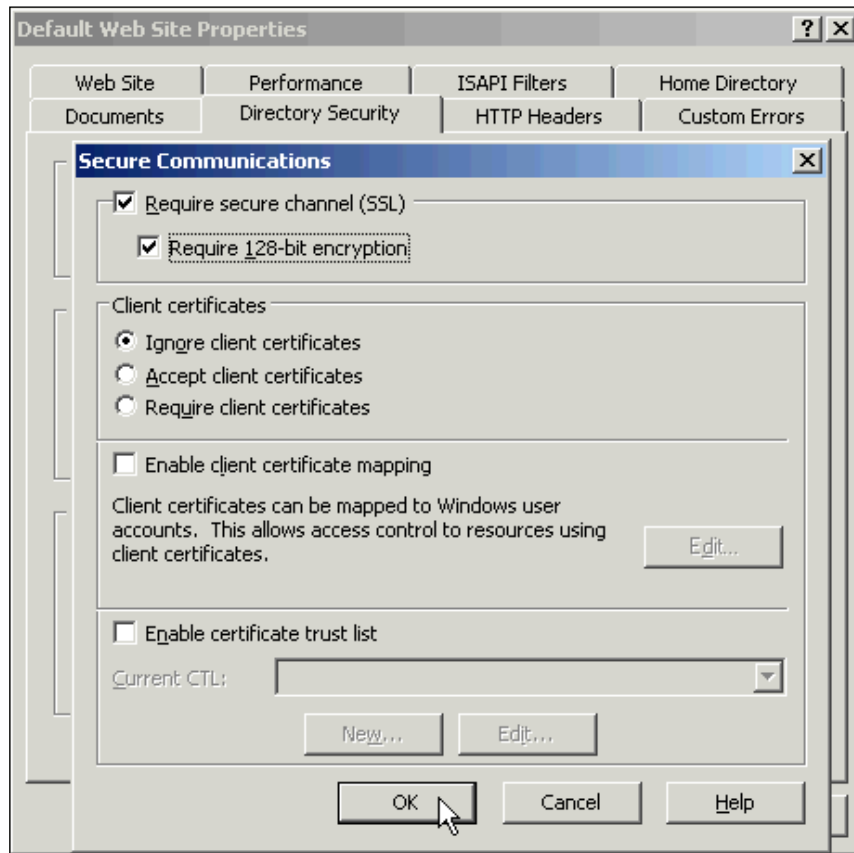 Default Web Site Properties
Web Site Performance ISAPI Filters Home Directory
Documents Directory Security HTTP Headers Custom Errors
Secure Communications
Require secure channel (SSL)
Require 128-bit encryption
Client certificates
Ignore client certificates
Accept client certificates
Require client certificates
Enable client certificate mapping
Client certificates can be mapped to Windows user
accounts. This allows access control to resources using
client certificates.
Edit...
Enable certificate trust list
Current CTL:
New... Edit...
OK Cancel Help